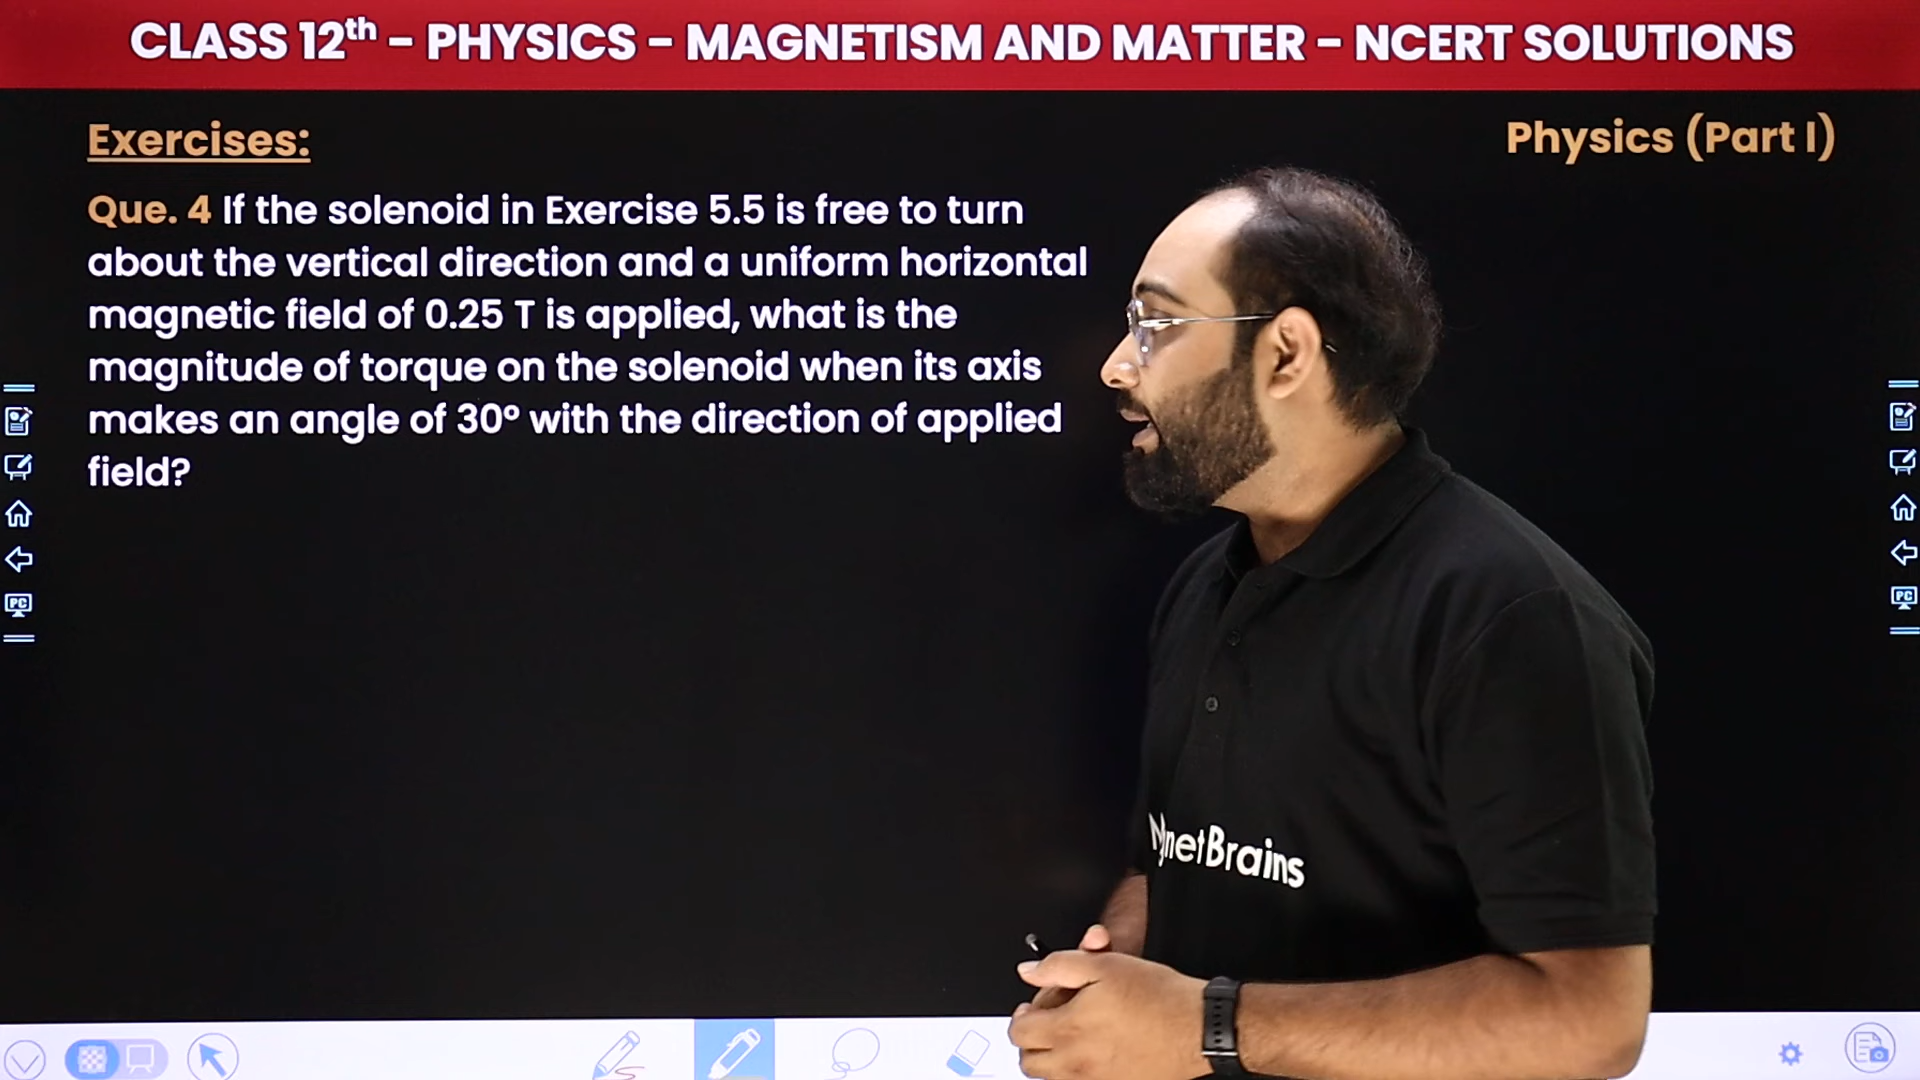 CLASS 12th - PHYSICS - MAGNETISM AND MATTER - NCERT SOLUTIONS
Exercises:
Physics (Part I)
Que. 4 If the solenoid in Exercise 5.5 is free to turn
about the vertical direction and a uniform horizontal
magnetic field of 0.25 T is applied, what is the
magnitude of torque on the solenoid when its axis
makes an angle of 30° with the direction of applied
field?
PC
PC
netBrains